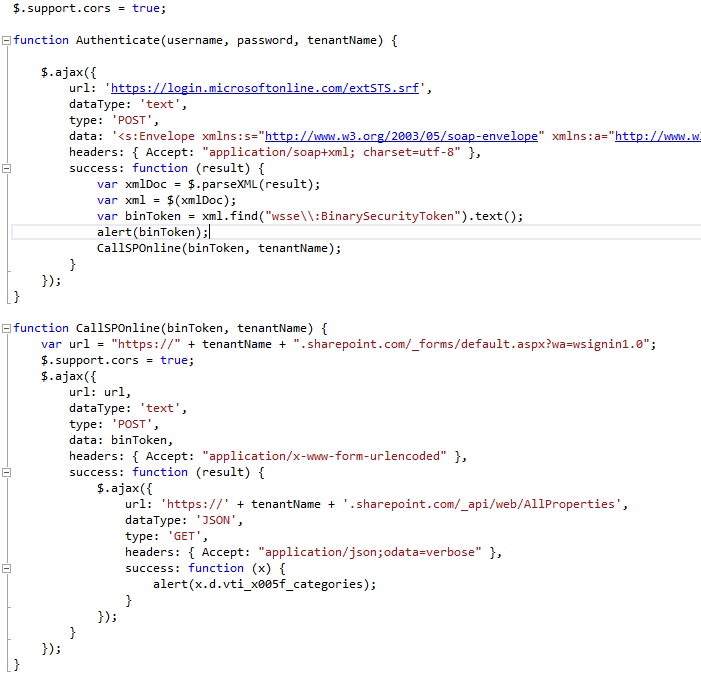 $.support.cors = true;
function Authenticate(username, password, tenantName) {
$.ajax({
url: 'https://login.microsoftonline.com/extSTS.srf',
dataType: 'text',
type: 'POST',
data: '<s:Envelope xmlns:s="http://www.w3.org/2003/05/soap-envelope" xmlns:a="http://www.w3
headers: { Accept: "application/soap+xml; charset=utf-8" },
success: function (result) {
var xmlDoc = $.parseXML(result);
var xml = $(xmlDoc);
var binToken = xml.find("wsse\\:BinarySecurityToken").text();
alert(binToken);
CallSPOnline(binToken, tenantName);
}
});
}
function CallSPOnline(binToken, tenantName) {
var url = "https://" + tenantName + ".sharepoint.com/_forms/default.aspx?wa=wsignin1.0";
$.support.cors = true;
$.ajax({
url: url,
dataType: 'text',
type: 'POST',
data: binToken,
headers: { Accept: "application/x-www-form-urlencoded" },
success: function (result) {
$.ajax({
url: 'https://' + tenantName + '.sharepoint.com/_api/web/AllProperties',
dataType: 'JSON',
type: 'GET',
headers: { Accept: "application/json;odata=verbose" },
success: function (x) {
alert(x.d.vti_x005f_categories);
}
});
}
});
}